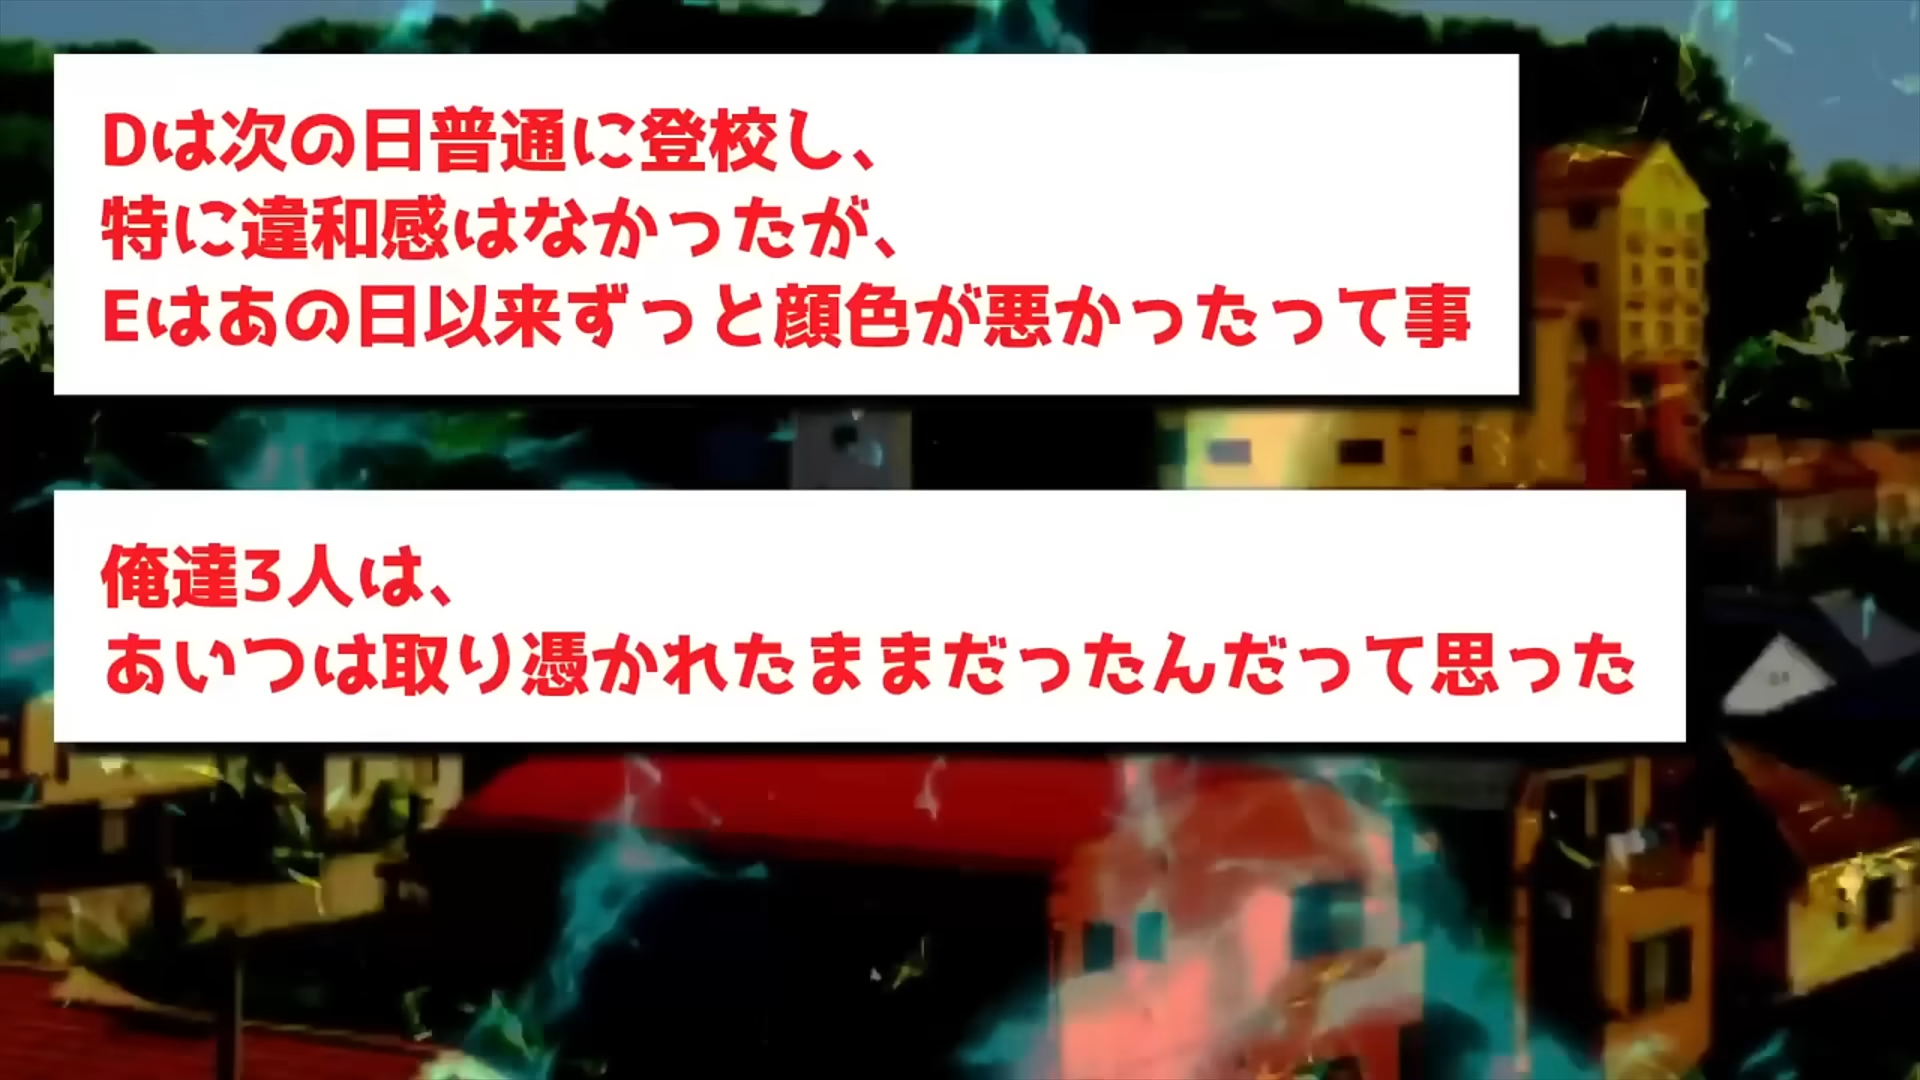 Dは次の日普通に登校し、
特に違和感はなかったが、
Eはあの日以来ずっと顔色が悪かったって事
俺達3人は、
あいつは取り憑かれたままだったんだって思った